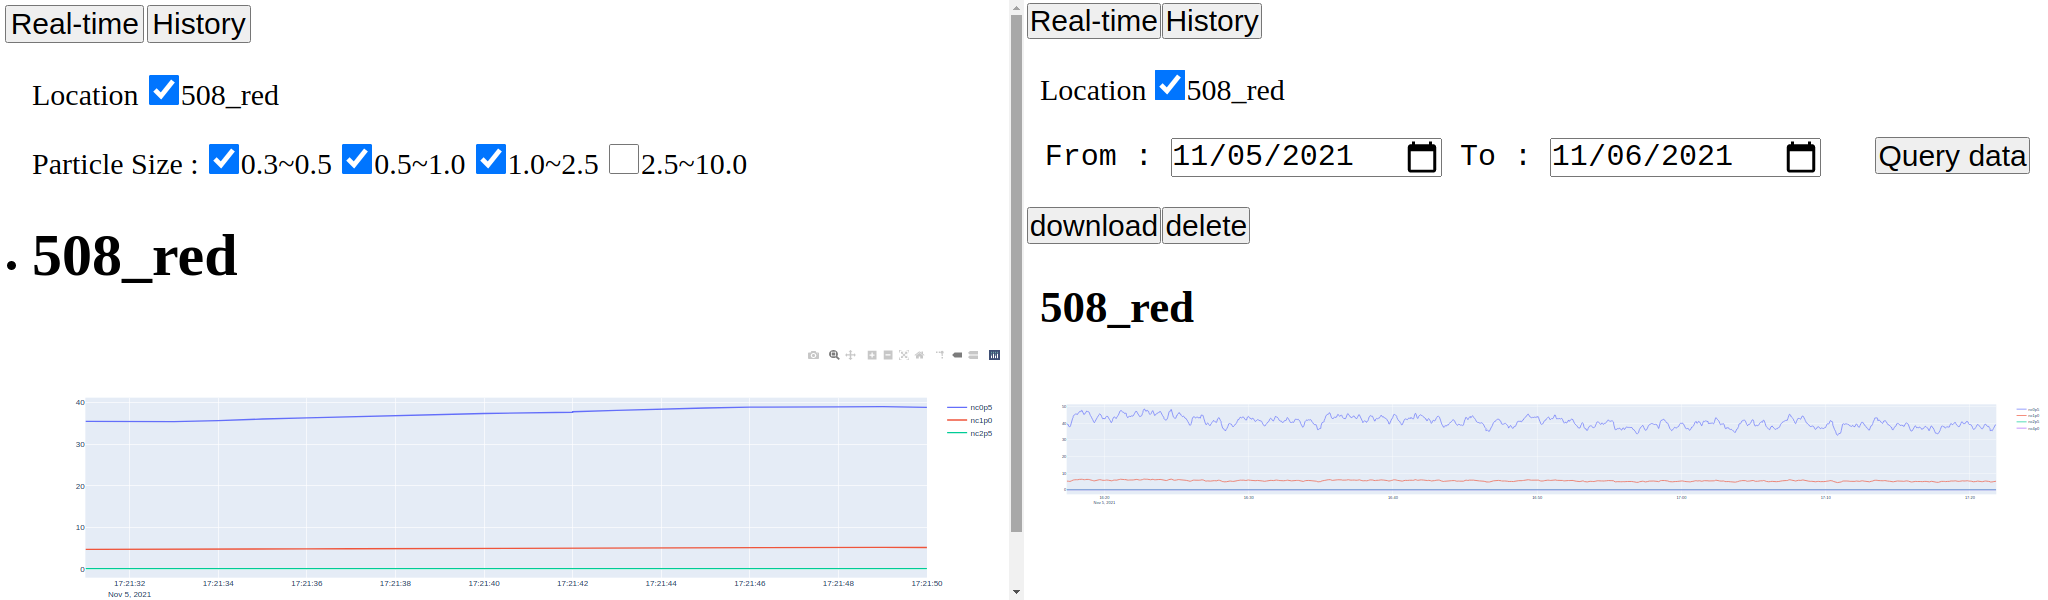 Real-time History
Location 508_red
Particle Size : 0.3~0.5 0.5~1.0 1.0~2.5 2.5~10.0
• 508_red
40
30
20
10
0
17:21:32 17:21:34 17:21:36 17:21:38 17:21:40 17:21:42 17:21:44 17:21:46 17:21:48 17:21:50
Nov 5, 2021
nc0p5
nc1p0
nc2p5
Real-time History
Location 508_red
From : 11/05/2021 To : 11/06/2021 Query data
download delete
508_red
Nov 5, 2021